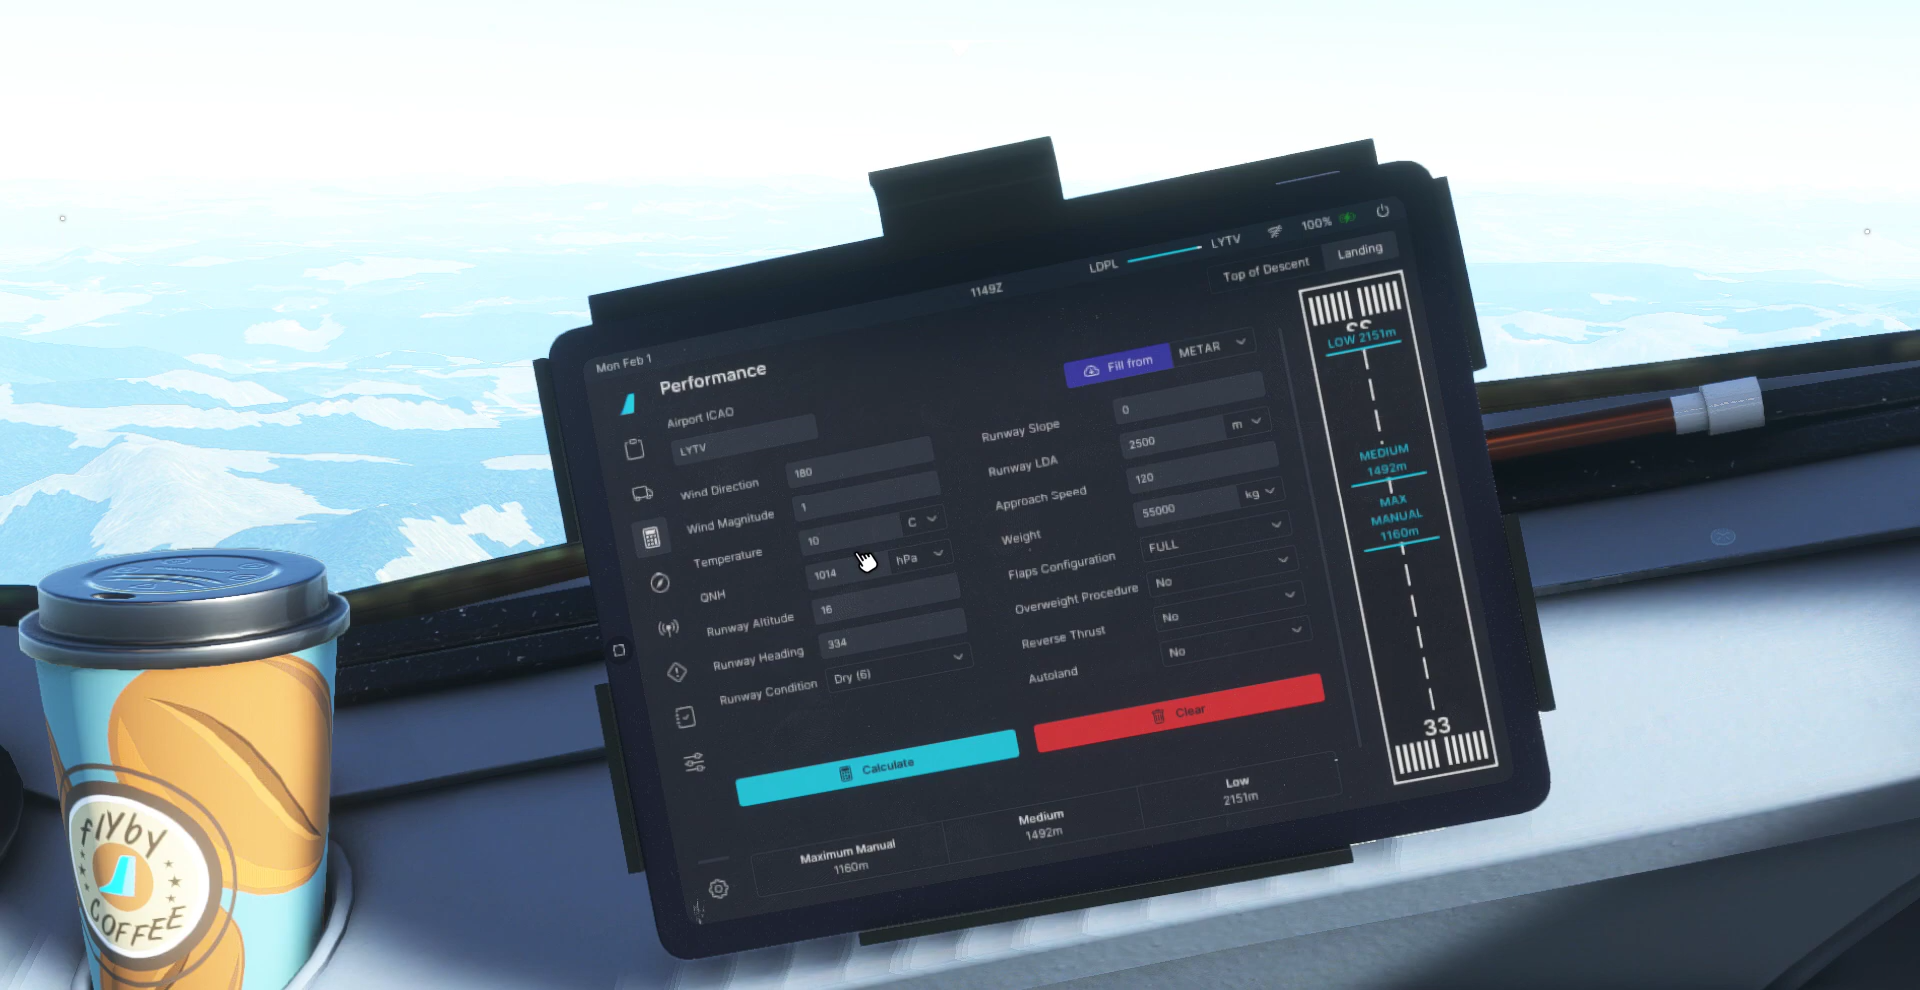 Mon Feb 1
1149Z
LDPL
LYTV
100%
Performance
Top of Descent
Landing
Airport ICAO
LYTV
Fill from
METAR
Wind Direction
180
Wind Magnitude
1
Temperature
10
C
QNH
1014
hPa
Runway Altitude
16
Runway Heading
334
Runway Condition
Dry (6)
Runway Slope
0
Runway LDA
2500
m
Approach Speed
120
Weight
55000
kg
Flaps Configuration
FULL
Overweight Procedure
No
Reverse Thrust
No
Autoland
No
Calculate
Clear
Maximum Manual
1160m
Medium
1492m
Low
2151m
LOW 2151m
MEDIUM
1492m
MAX
MANUAL
1160m
33
flyby
COFFEE